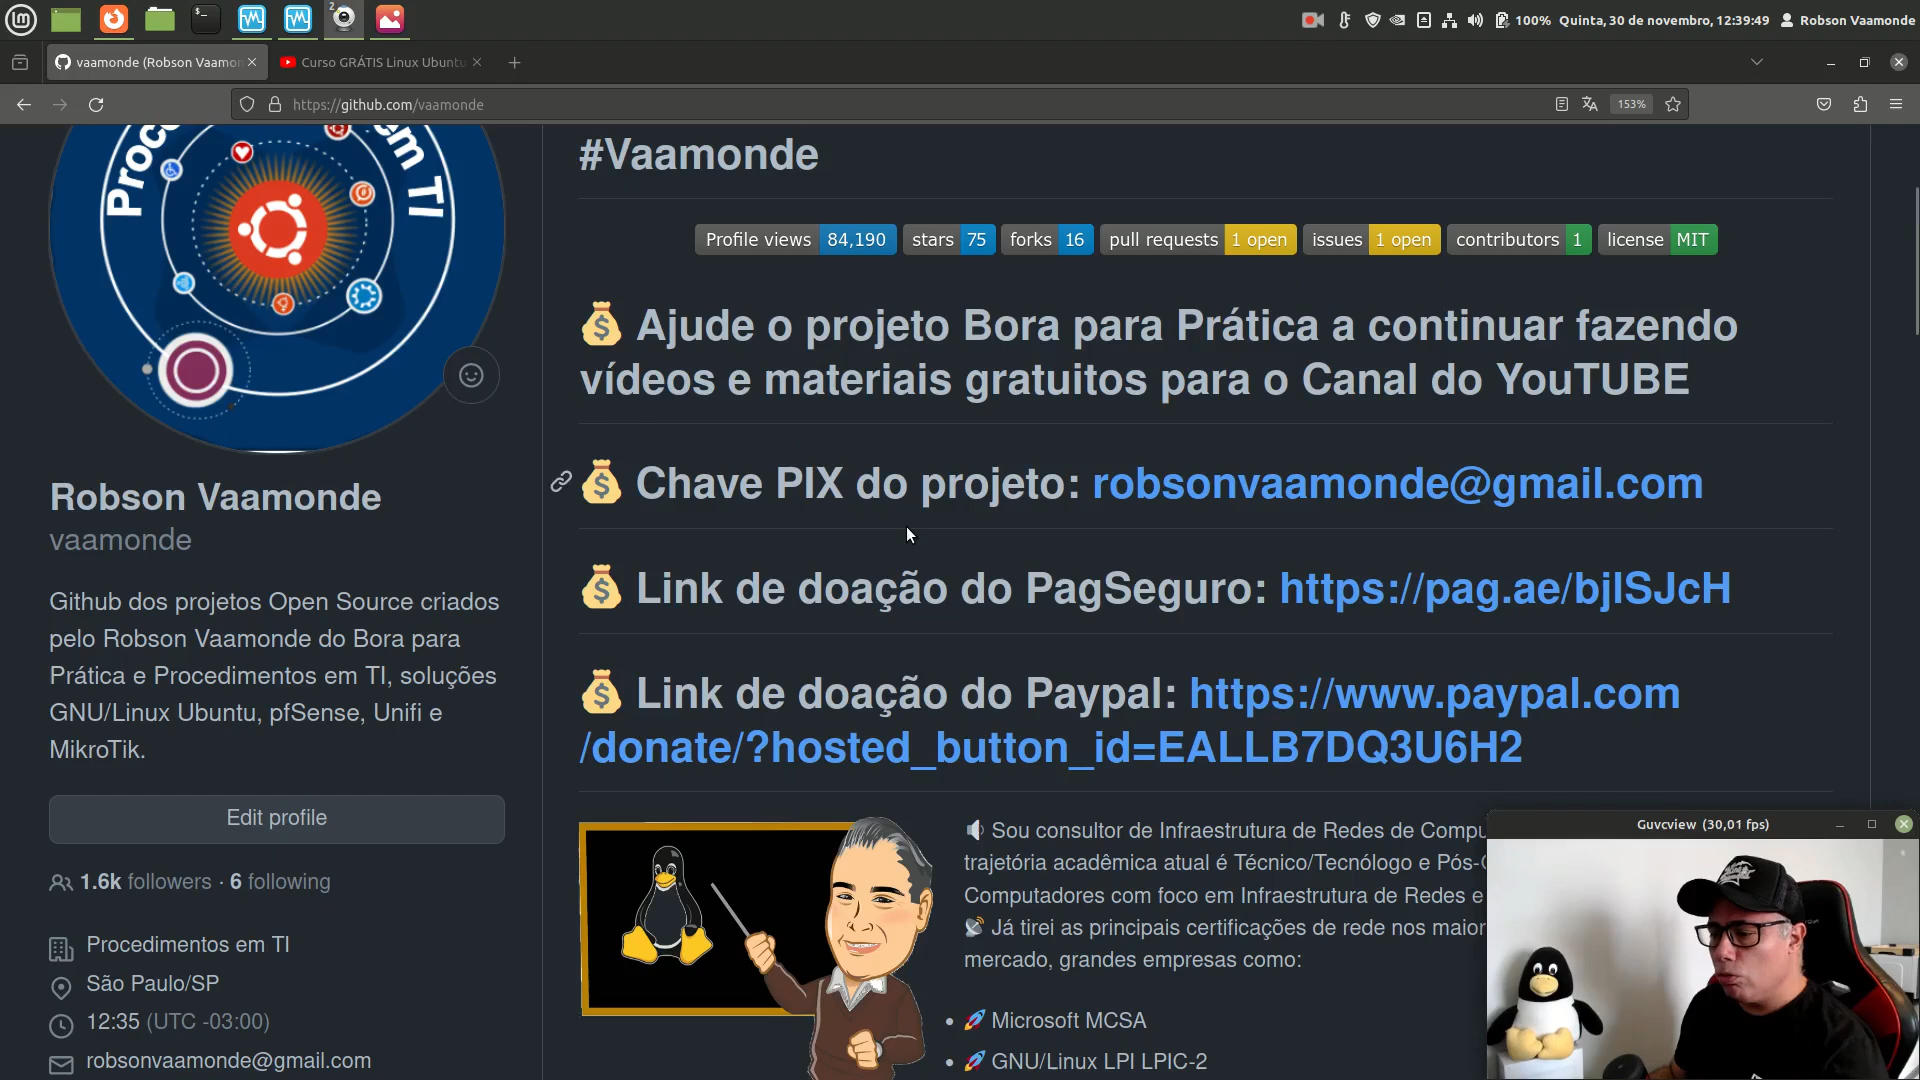 2
100% Quinta, 30 de novembro, 12:39:49 Robson Vaamonde
vaamonde (Robson Vaamon
Curso GRÁTIS Linux Ubuntu
https://github.com/vaamonde
153%
Procedimentos em TI
#Vaamonde
Profile views 84,190 stars 75 forks 16 pull requests 1 open issues 1 open contributors 1 license MIT
💰 Ajude o projeto Bora para Prática a continuar fazendo
vídeos e materiais gratuitos para o Canal do YouTUBE
💰 Chave PIX do projeto: robsonvaamonde@gmail.com
💰 Link de doação do PagSeguro: https://pag.ae/bjlSJcH
💰 Link de doação do Paypal: https://www.paypal.com
/donate/?hosted_button_id=EALLB7DQ3U6H2
Robson Vaamonde
vaamonde
Github dos projetos Open Source criados
pelo Robson Vaamonde do Bora para
Prática e Procedimentos em TI, soluções
GNU/Linux Ubuntu, pfSense, Unifi e
MikroTik.
Edit profile
1.6k followers · 6 following
Procedimentos em TI
São Paulo/SP
12:35 (UTC -03:00)
robsonvaamonde@gmail.com
🔈 Sou consultor de Infraestrutura de Redes de Compu
trajetória acadêmica atual é Técnico/Tecnólogo e Pós-G
Computadores com foco em Infraestrutura de Redes e
📡 Já tirei as principais certificações de rede nos maior
mercado, grandes empresas como:
• 🚀 Microsoft MCSA
• 🚀 GNU/Linux LPI LPIC-2
Guvcview (30,01 fps)